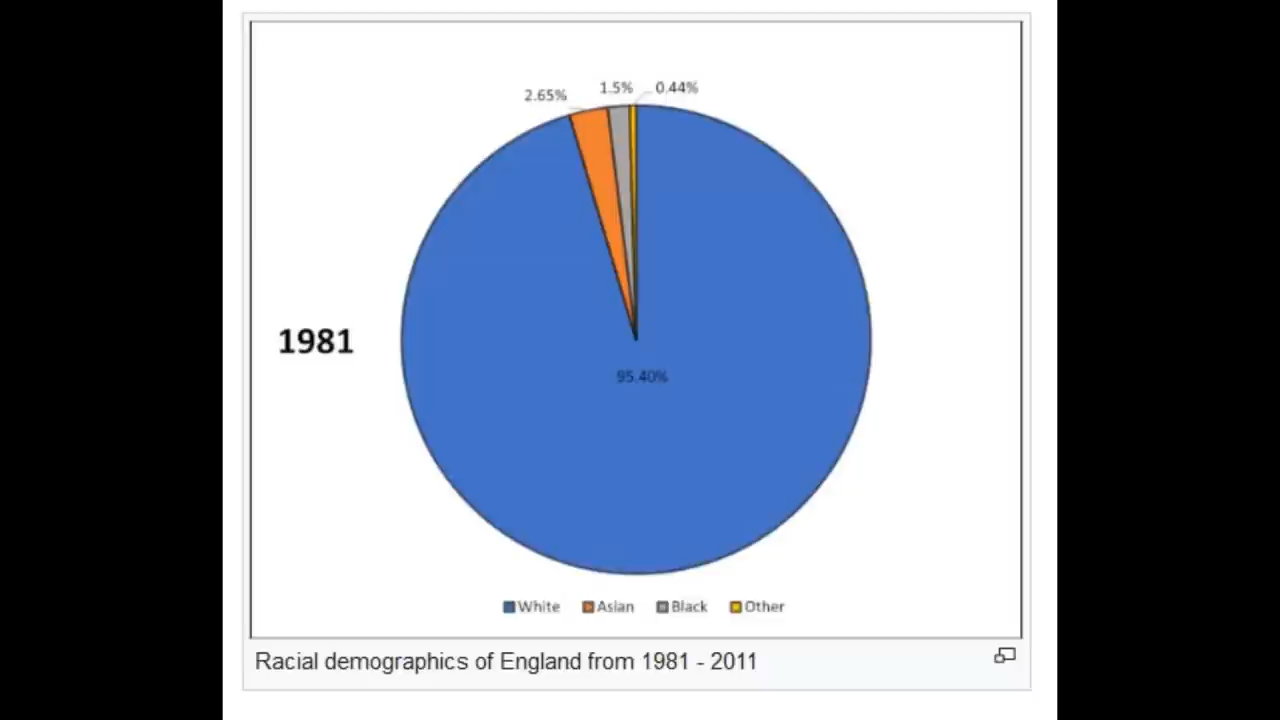 2.65%
1.5%
0.44%
1981
95.40%
White Asian Black Other
Racial demographics of England from 1981 - 2011